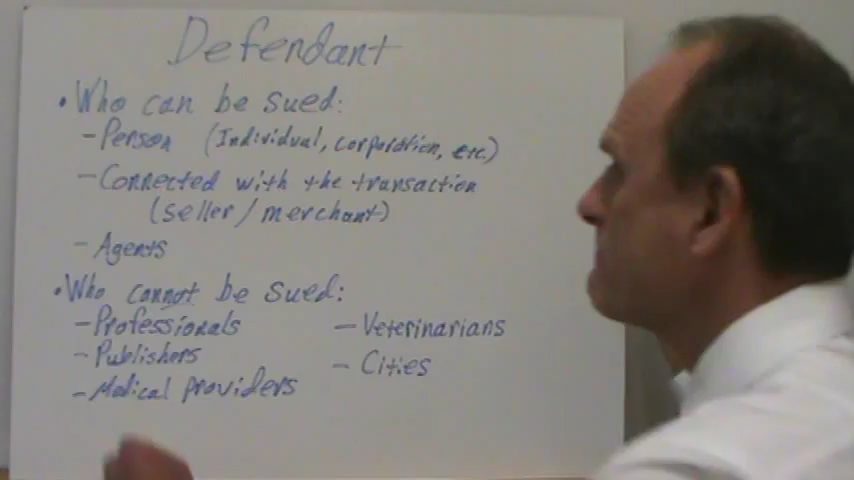 Defendant
• Who can be sued:
- Person (Individual, corporation, etc.)
- Connected with the transaction
(seller/merchant)
- Agents
• Who cannot be sued:
- Professionals
- Publishers
- Medical providers
- Veterinarians
- Cities